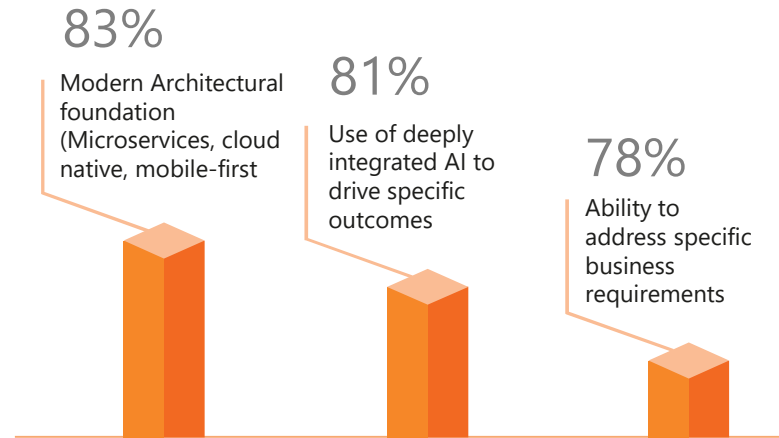 83%
Modern Architectural
foundation
(Microservices, cloud
native, mobile-first
81%
Use of deeply
integrated AI to
drive specific
outcomes
78%
Ability to
address specific
business
requirements